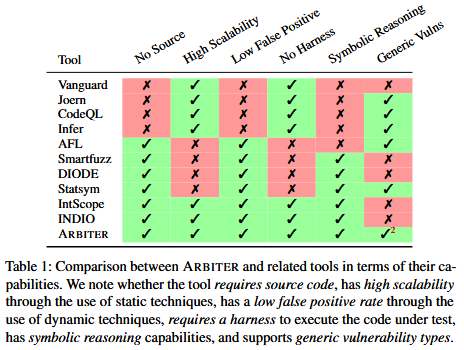 Tool No Source High Scalability Low False Positive No Harness Symbolic Reasoning Generic Vulns
Vanguard ✗ ✓ ✗ ✓ ✗ ✗
Joern ✗ ✓ ✗ ✓ ✗ ✓
CodeQL ✗ ✓ ✗ ✓ ✗ ✓
Infer ✗ ✓ ✗ ✓ ✗ ✓
AFL ✓ ✗ ✓ ✗ ✗ ✓
Smartfuzz ✓ ✗ ✓ ✗ ✓ ✗
DIODE ✓ ✗ ✓ ✗ ✓ ✗
Statsym ✓ ✗ ✓ ✗ ✓ ✓
IntScope ✓ ✓ ✓ ✓ ✓ ✗
INDIO ✓ ✓ ✓ ✓ ✓ ✗
ARBITER ✓ ✓ ✓ ✓ ✓ ✓2
Table 1: Comparison between ARBITER and related tools in terms of their ca-
pabilities. We note whether the tool requires source code, has high scalability
through the use of static techniques, has a low false positive rate through the
use of dynamic techniques, requires a harness to execute the code under test,
has symbolic reasoning capabilities, and supports generic vulnerability types.